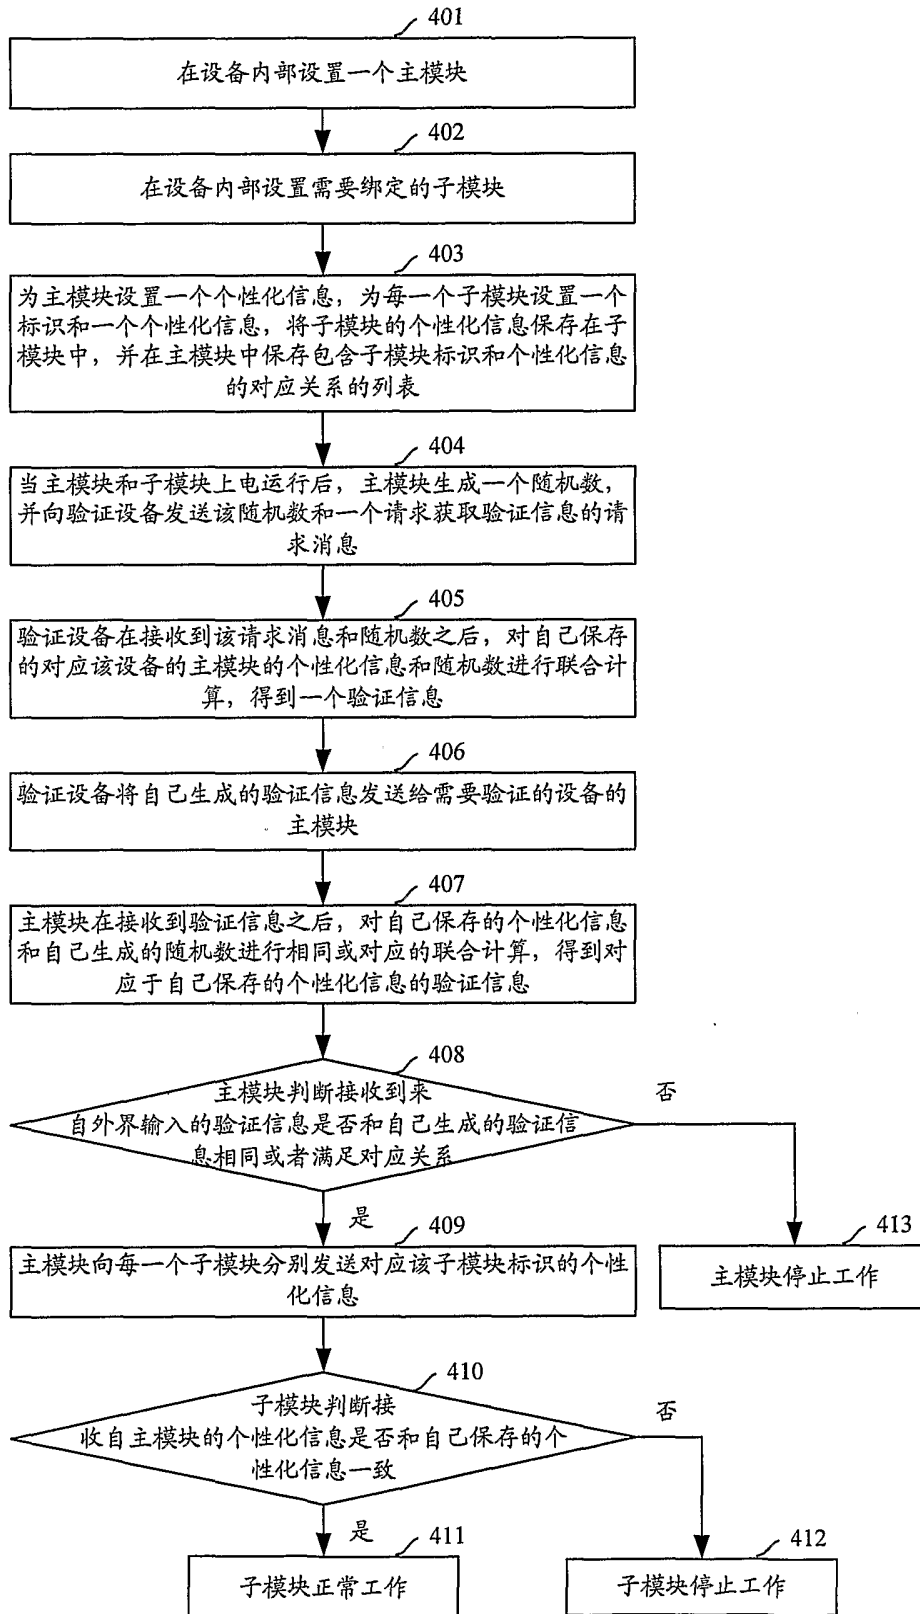 401
在设备内部设置一个主模块
402
在设备内部设置需要绑定的子模块
403
为主模块设置一个个性化信息，为每一个子模块设置一个
标识和一个个性化信息，将子模块的个性化信息保存在子
模块中，并在主模块中保存包含子模块标识和个性化信息
的对应关系的列表
404
当主模块和子模块上电运行后，主模块生成一个随机数，
并向验证设备发送该随机数和一个请求获取验证信息的请
求消息
405
验证设备在接收到该请求消息和随机数之后，对自己保存
的对应该设备的主模块的个性化信息和随机数进行联合计
算，得到一个验证信息
406
验证设备将自己生成的验证信息发送给需要验证的设备的
主模块
407
主模块在接收到验证信息之后，对自己保存的个性化信息
和自己生成的随机数进行相同或对应的联合计算，得到对
应于自己保存的个性化信息的验证信息
408
主模块判断接收到来
自外界输入的验证信息是否和自己生成的验证信
息相同或者满足对应关系
否
是
409
主模块向每一个子模块分别发送对应该子模块标识的个性
化信息
413
主模块停止工作
410
子模块判断接
收自主模块的个性化信息是否和自己保存的个
性化信息一致
否
是
411
子模块正常工作
412
子模块停止工作